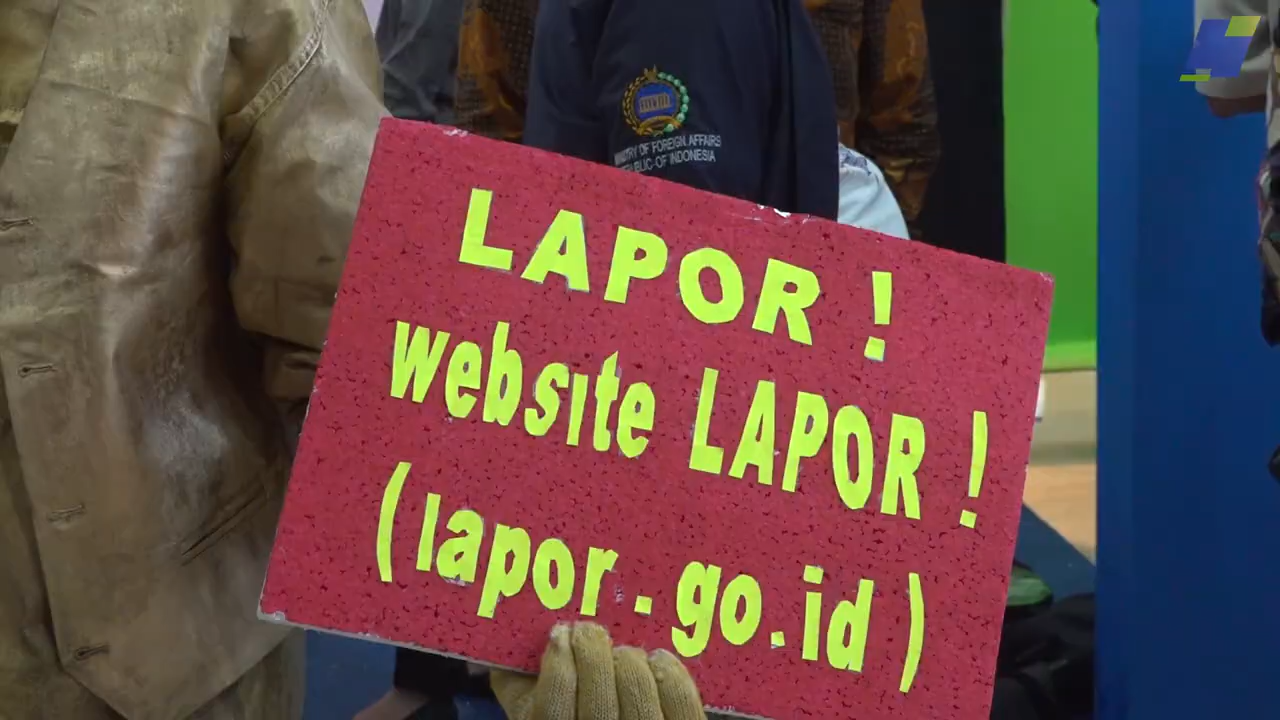 MINISTRY OF FOREIGN AFFAIRS
REPUBLIC OF INDONESIA
LAPOR !
website LAPOR !
( lapor . go . id )